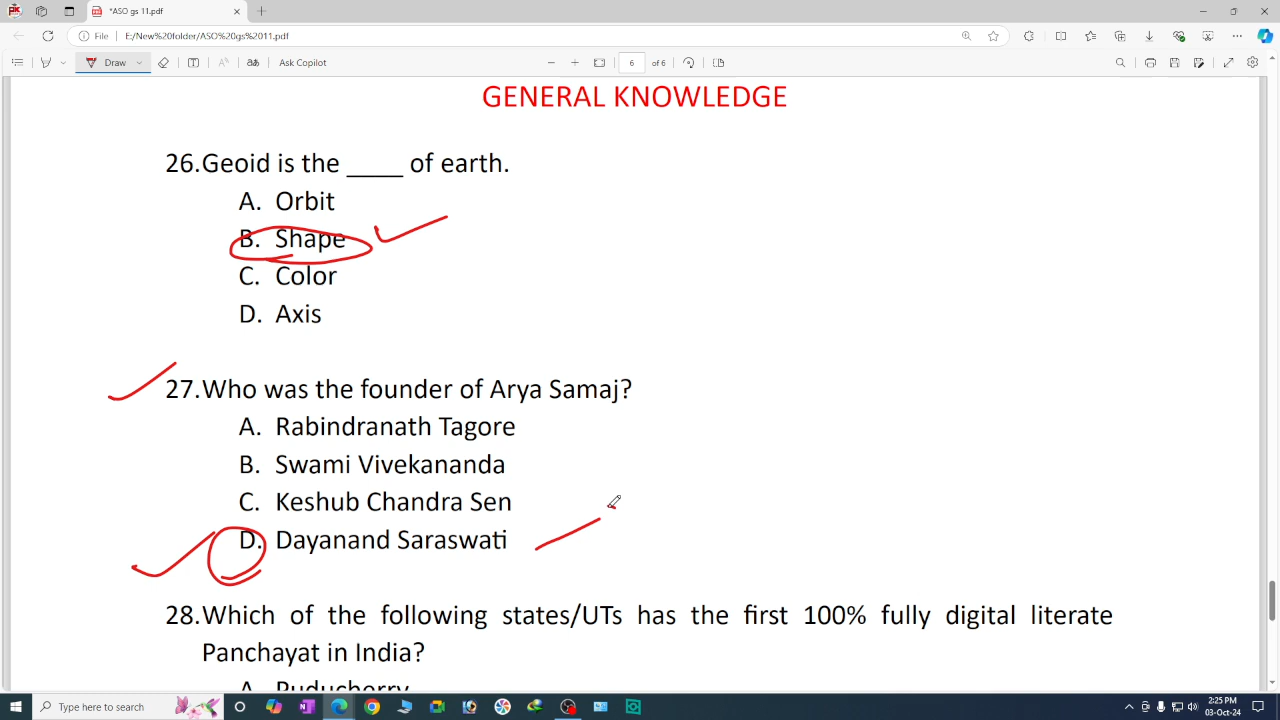 *ASO gs 11.pdf
File
E:/New%20folder/ASO%20gs%2011.pdf
Draw
Ask Copilot
6
of 6
GENERAL KNOWLEDGE
26.Geoid is the ____ of earth.
A. Orbit
B. Shape
C. Color
D. Axis
27.Who was the founder of Arya Samaj?
A. Rabindranath Tagore
B. Swami Vivekananda
C. Keshub Chandra Sen
D. Dayanand Saraswati
28.Which of the following states/UTs has the first 100% fully digital literate
Panchayat in India?
A. Puducherry
Type here to search
2:25 PM
03-Oct-24